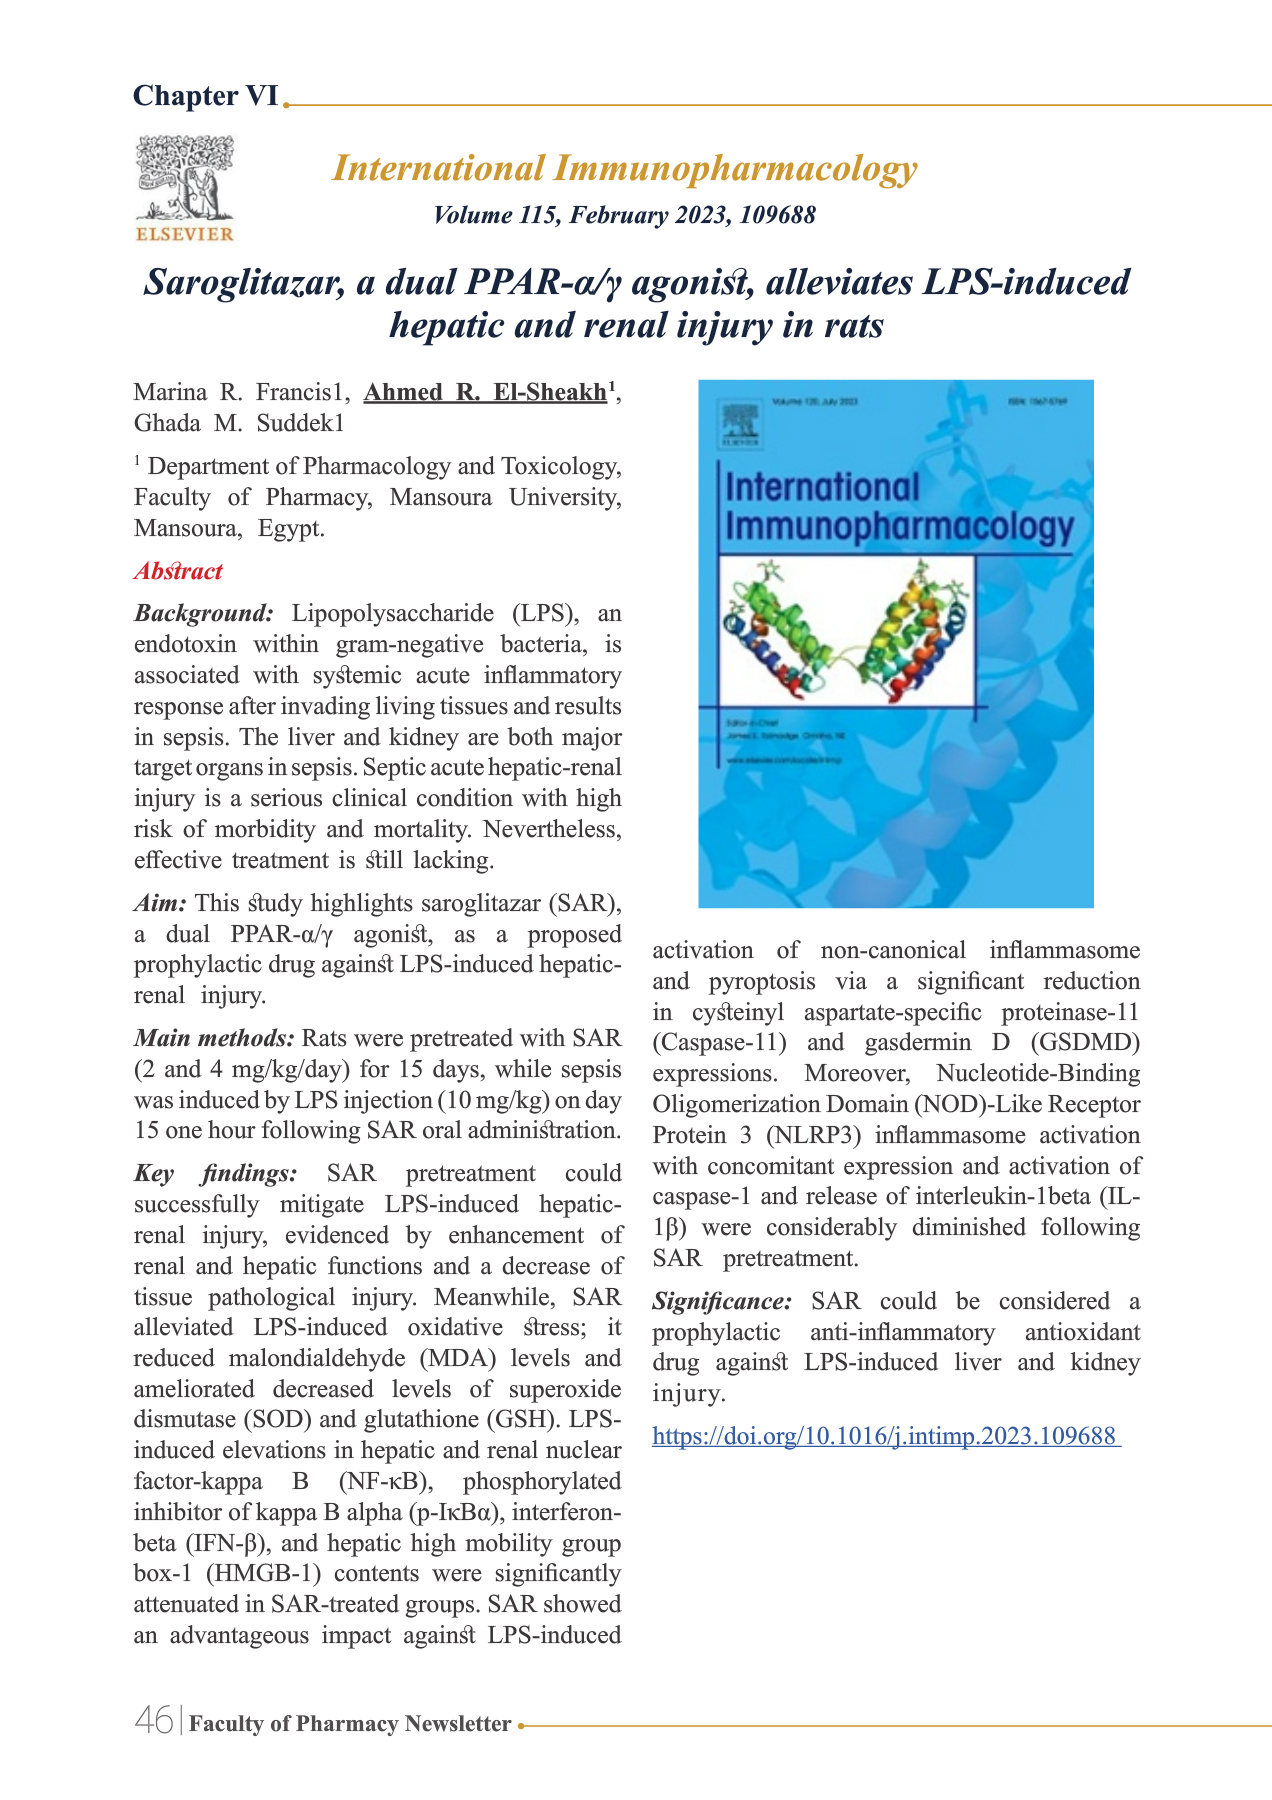 Chapter VI
ELSEVIER
International Immunopharmacology
Volume 115, February 2023, 109688
Saroglitazar, a dual PPAR-α/γ agonist, alleviates LPS-induced
hepatic and renal injury in rats
Marina R. Francis1, Ahmed R. El-Sheakh¹,
Ghada M. Suddek1
¹ Department of Pharmacology and Toxicology,
Faculty of Pharmacy, Mansoura University,
Mansoura, Egypt.
Abstract
Background: Lipopolysaccharide (LPS), an
endotoxin within gram-negative bacteria, is
associated with systemic acute inflammatory
response after invading living tissues and results
in sepsis. The liver and kidney are both major
target organs in sepsis. Septic acute hepatic-renal
injury is a serious clinical condition with high
risk of morbidity and mortality. Nevertheless,
effective treatment is still lacking.
Aim: This study highlights saroglitazar (SAR),
a dual PPAR-α/γ agonist, as a proposed
prophylactic drug against LPS-induced hepatic-
renal injury.
Main methods: Rats were pretreated with SAR
(2 and 4 mg/kg/day) for 15 days, while sepsis
was induced by LPS injection (10 mg/kg) on day
15 one hour following SAR oral administration.
Key findings: SAR pretreatment could
successfully mitigate LPS-induced hepatic-
renal injury, evidenced by enhancement of
renal and hepatic functions and a decrease of
tissue pathological injury. Meanwhile, SAR
alleviated LPS-induced oxidative stress; it
reduced malondialdehyde (MDA) levels and
ameliorated decreased levels of superoxide
dismutase (SOD) and glutathione (GSH). LPS-
induced elevations in hepatic and renal nuclear
factor-kappa B (NF-κB), phosphorylated
inhibitor of kappa B alpha (p-IκBα), interferon-
beta (IFN-β), and hepatic high mobility group
box-1 (HMGB-1) contents were significantly
attenuated in SAR-treated groups. SAR showed
an advantageous impact against LPS-induced
Volume 120, July 2023
ISSN: 1567-5769
ELSEVIER
International
Immunopharmacology
Editor-in-Chief
James E. Talmadge, Omaha, NE
activation of non-canonical inflammasome
and pyroptosis via a significant reduction
in cysteinyl aspartate-specific proteinase-11
(Caspase-11) and gasdermin D (GSDMD)
expressions. Moreover, Nucleotide-Binding
Oligomerization Domain (NOD)-Like Receptor
Protein 3 (NLRP3) inflammasome activation
with concomitant expression and activation of
caspase-1 and release of interleukin-1beta (IL-
1β) were considerably diminished following
SAR pretreatment.
Significance: SAR could be considered a
prophylactic anti-inflammatory antioxidant
drug against LPS-induced liver and kidney
injury.
https://doi.org/10.1016/j.intimp.2023.109688
46 Faculty of Pharmacy Newsletter